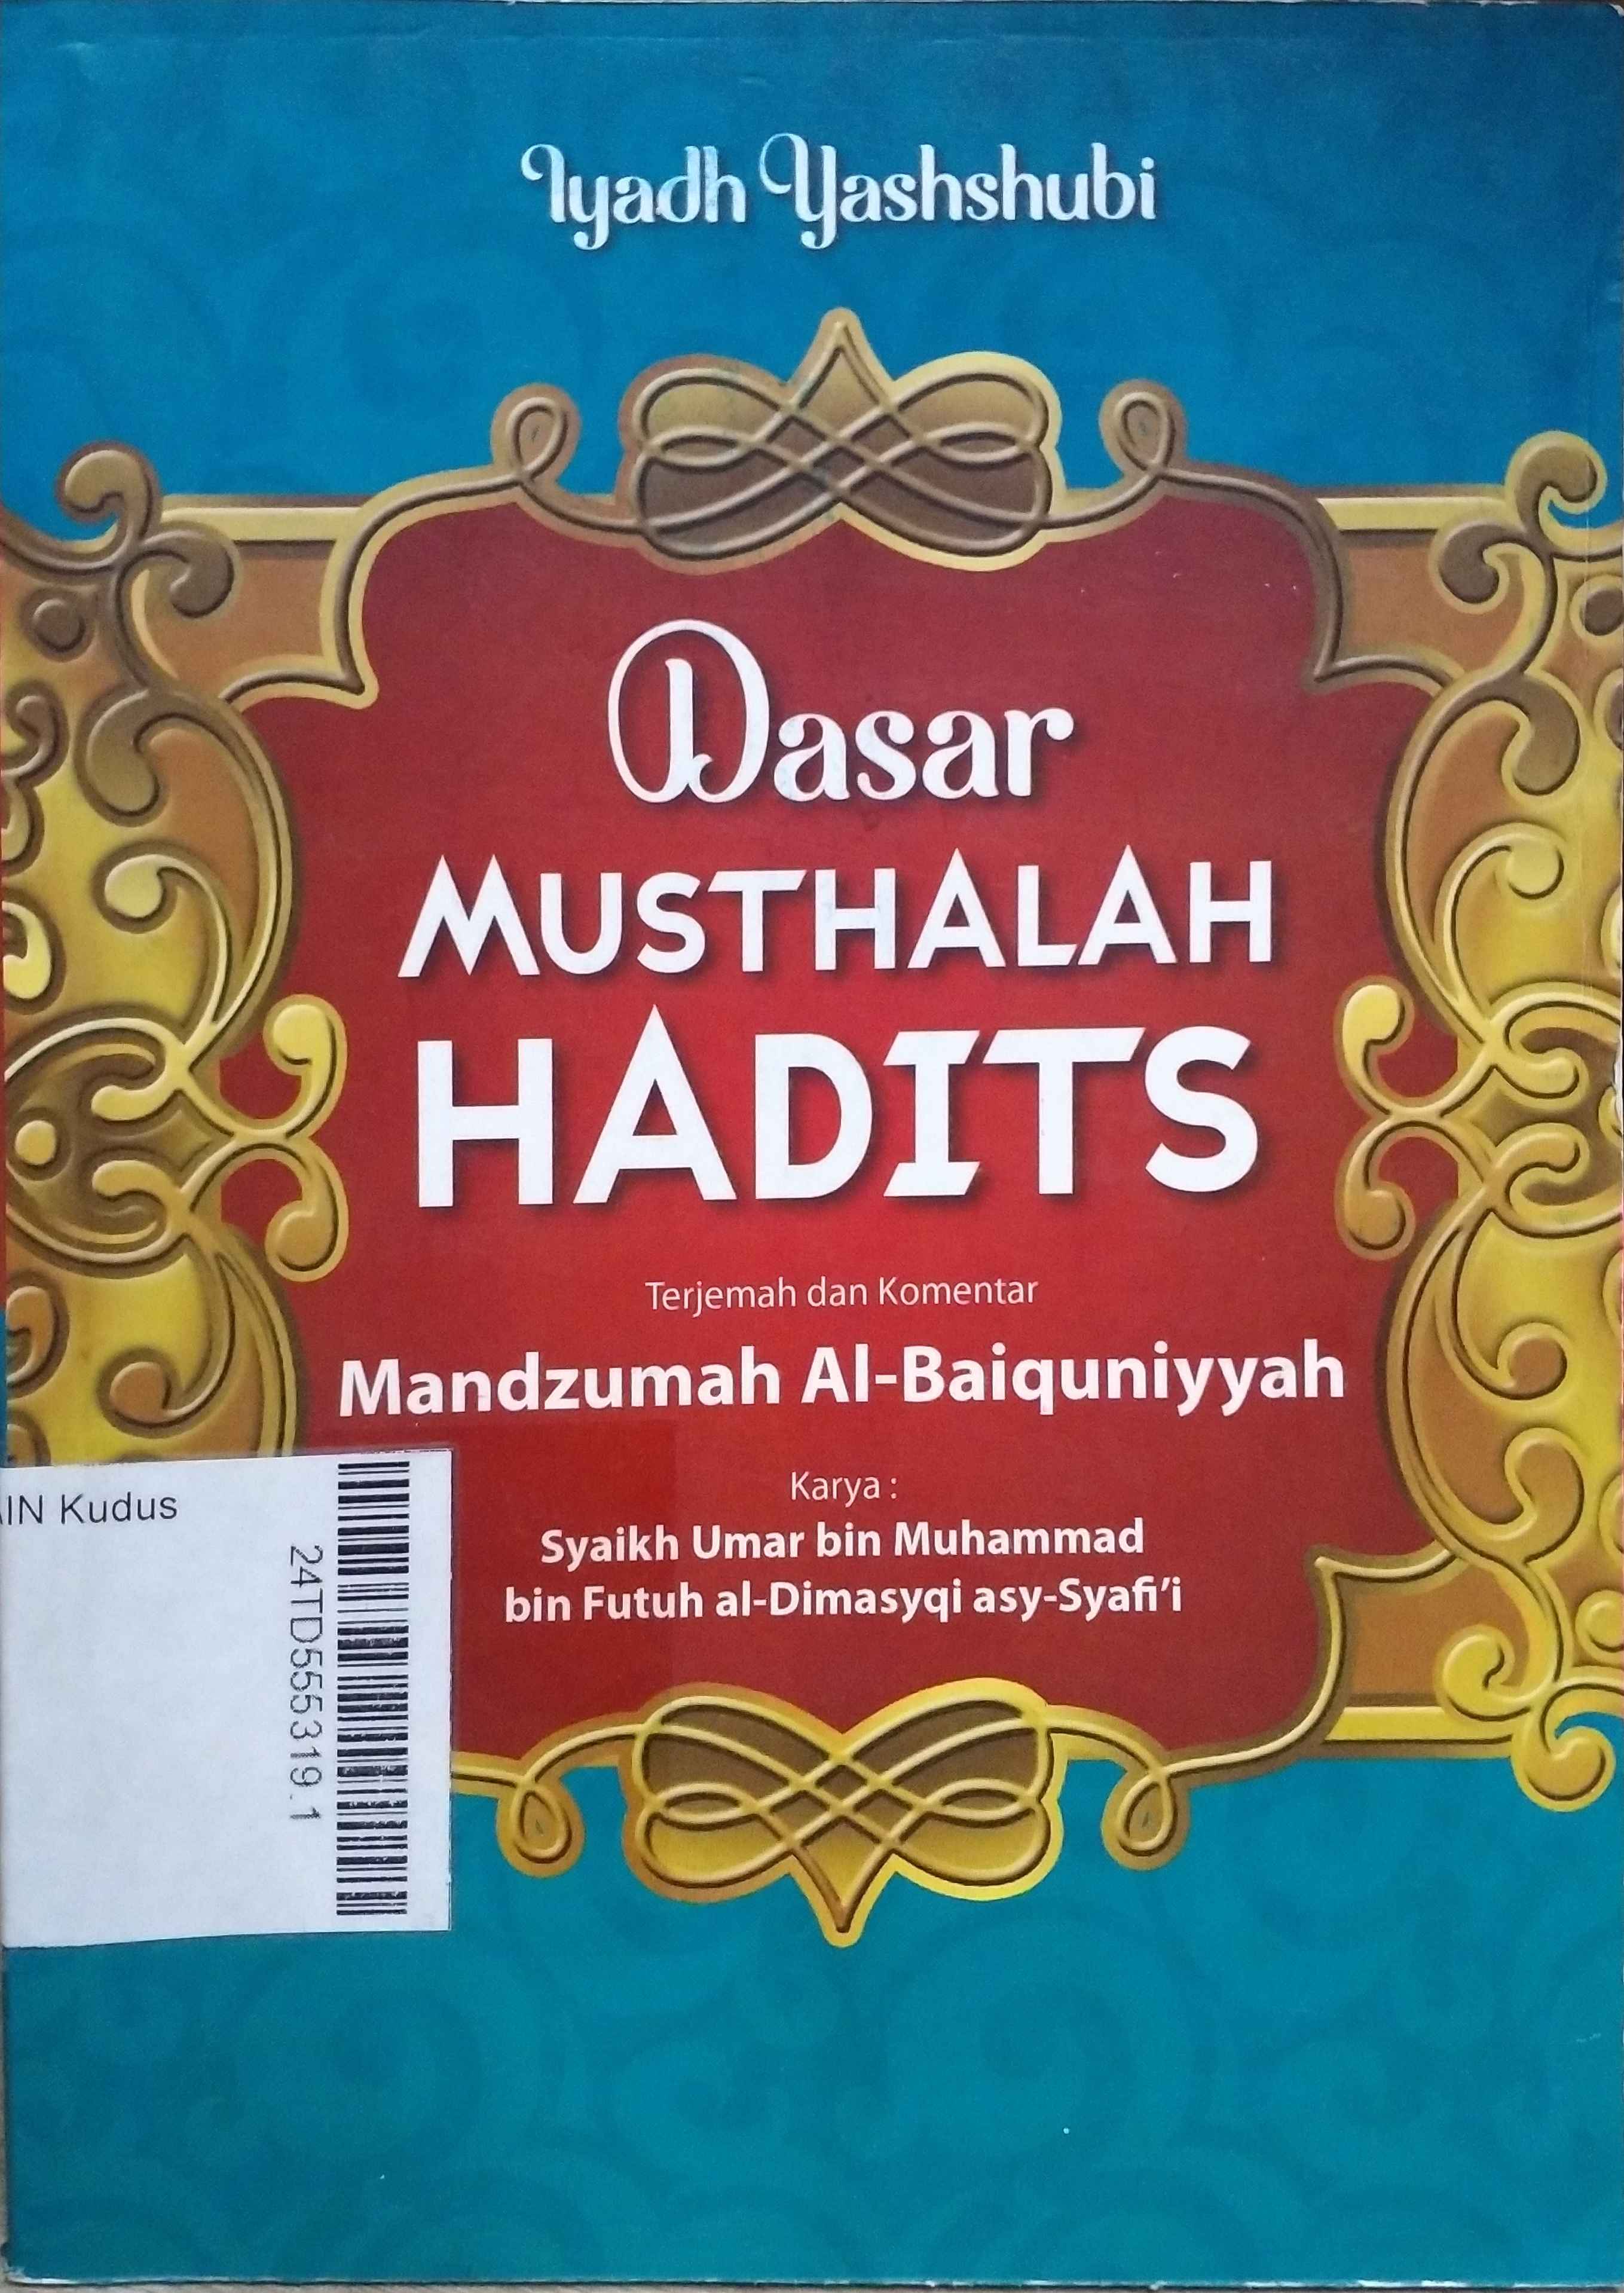 Iyadh Yashshubi
Dasar
MUSTHALAH
HADITS
Terjemah dan Komentar
Mandzumah Al-Baiquniyyah
Karya :
Syaikh Umar bin Muhammad
bin Futuh al-Dimasyqi asy-Syafi'i
IN Kudus
24TD555319.1